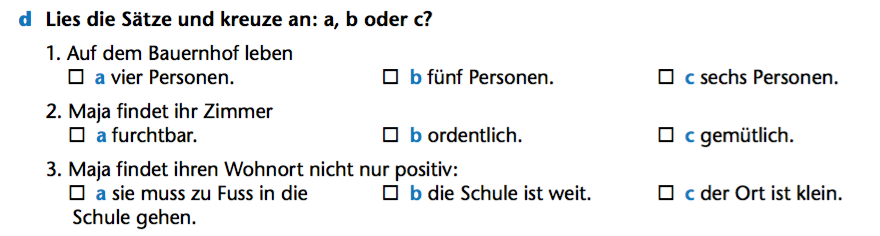 d Lies die Sätze und kreuze an: a, b oder c?
1. Auf dem Bauernhof leben
☐ a vier Personen. ☐ b fünf Personen. ☐ c sechs Personen.
2. Maja findet ihr Zimmer
☐ a furchtbar. ☐ b ordentlich. ☐ c gemütlich.
3. Maja findet ihren Wohnort nicht nur positiv:
☐ a sie muss zu Fuss in die ☐ b die Schule ist weit. ☐ c der Ort ist klein.
Schule gehen.